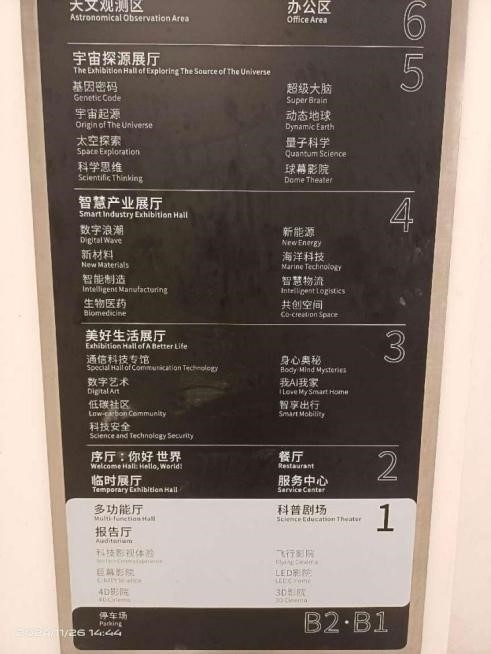 天文观测区 办公区 6
Astronomical Observation Area Office Area
宇宙探源展厅 5
The Exhibition Hall of Exploring The Source of The Universe
基因密码 超级大脑
Genetic Code Super Brain
宇宙起源 动态地球
Origin of The Universe Dynamic Earth
太空探索 量子科学
Space Exploration Quantum Science
科学思维 球幕影院
Scientific Thinking Dome Theater
智慧产业展厅 4
Smart Industry Exhibition Hall
数字浪潮 新能源
Digital Wave New Energy
新材料 海洋科技
New Materials Marine Technology
智能制造 智慧物流
Intelligent Manufacturing Intelligent Logistics
生物医药 共创空间
Biomedicine Co-creation Space
美好生活展厅 3
Exhibition Hall of A Better Life
通信科技专馆 身心奥秘
Special Hall of Communication Technology Body-Mind Mysteries
数字艺术 我AI我家
Digital Art I Love My Smart Home
低碳社区 智享出行
Low-carbon Community Smart Mobility
科技安全
Science and Technology Security
序厅：你好 世界 餐厅 2
Welcome Hall: Hello, World! Restaurant
临时展厅 服务中心
Temporary Exhibition Hall Service Center
多功能厅 科普剧场 1
Multi-function Hall Science Education Theater
报告厅
Auditorium
科技影视体验 飞行影院
Flying Cinema
巨幕影院 LED影院
LED Cinema
4D影院 3D影院
4D Cinema 3D Cinema
停车场 B2·B1
Parking
2024/11/26 14:44